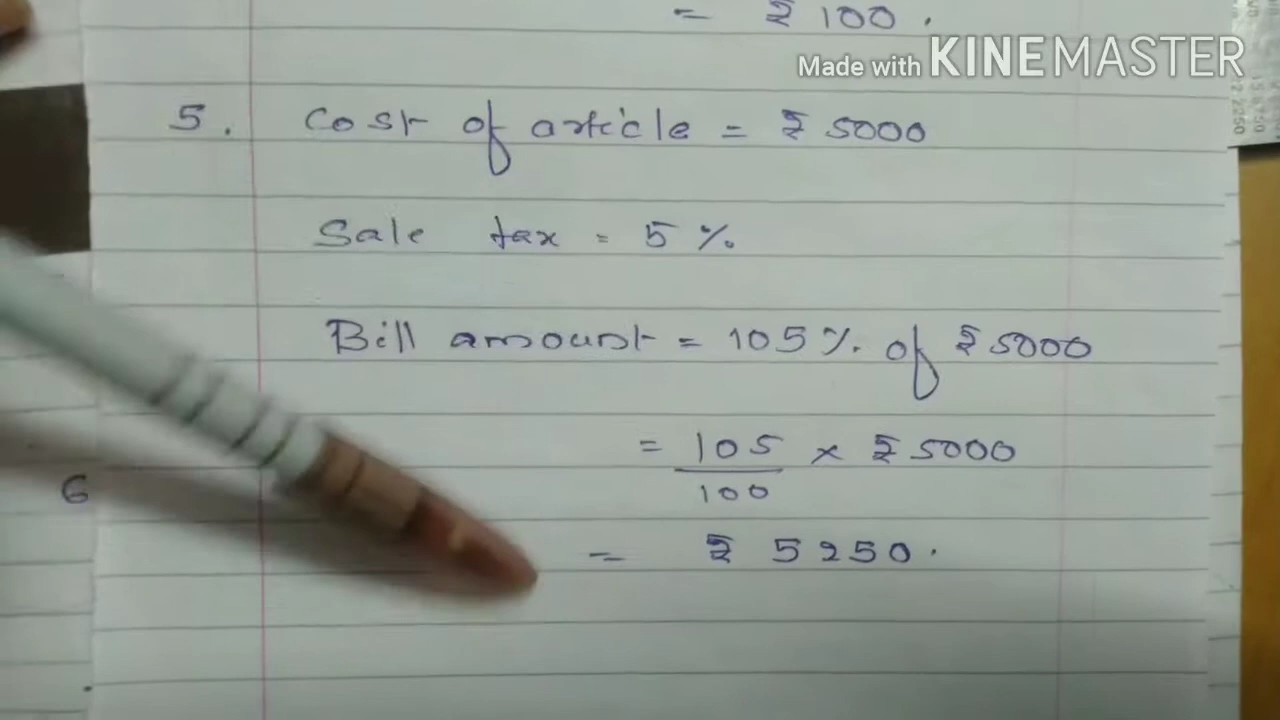 = ₹ 100.
Made with KINEMASTER
5. Cost of article = ₹ 5000
Sale tax = 5 %
Bill amount = 105 %. of ₹ 5000
= 105/100 × ₹ 5000
6
= ₹ 5250.